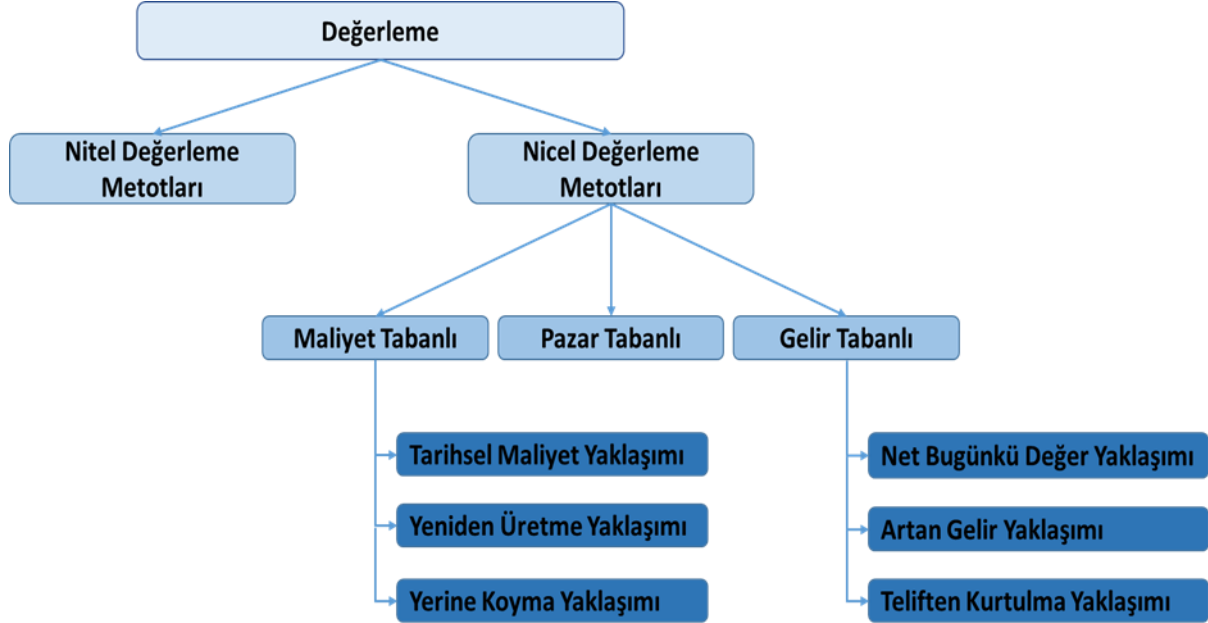 Değerleme
Nitel Değerleme
Metotları
Nicel Değerleme
Metotları
Maliyet Tabanlı
Pazar Tabanlı
Gelir Tabanlı
Tarihsel Maliyet Yaklaşımı
Yeniden Üretme Yaklaşımı
Yerine Koyma Yaklaşımı
Net Bugünkü Değer Yaklaşımı
Artan Gelir Yaklaşımı
Teliften Kurtulma Yaklaşımı